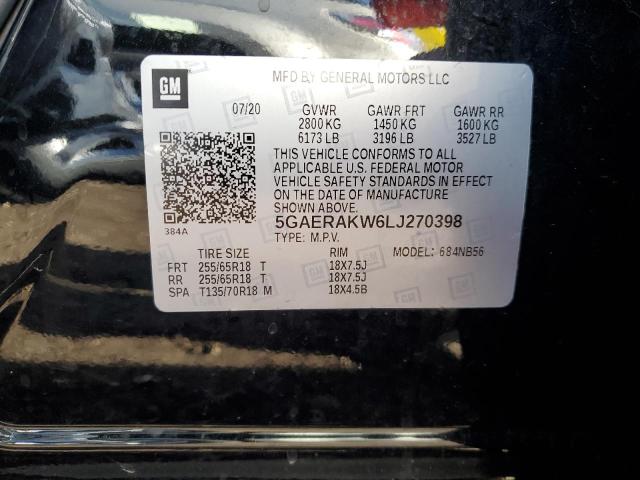 GM
MFD BY GENERAL MOTORS LLC
07/20 GVWR GAWR FRT GAWR RR
2800 KG 1450 KG 1600 KG
6173 LB 3196 LB 3527 LB
THIS VEHICLE CONFORMS TO ALL
APPLICABLE U.S. FEDERAL MOTOR
VEHICLE SAFETY STANDARDS IN EFFECT
ON THE DATE OF MANUFACTURE
SHOWN ABOVE.
384A
5GAERAKW6LJ270398
TYPE: M.P.V. MODEL: 684NB56
TIRE SIZE RIM
FRT 255/65R18 T 18X7.5J
RR 255/65R18 T 18X7.5J
SPA T135/70R18 M 18X4.5B